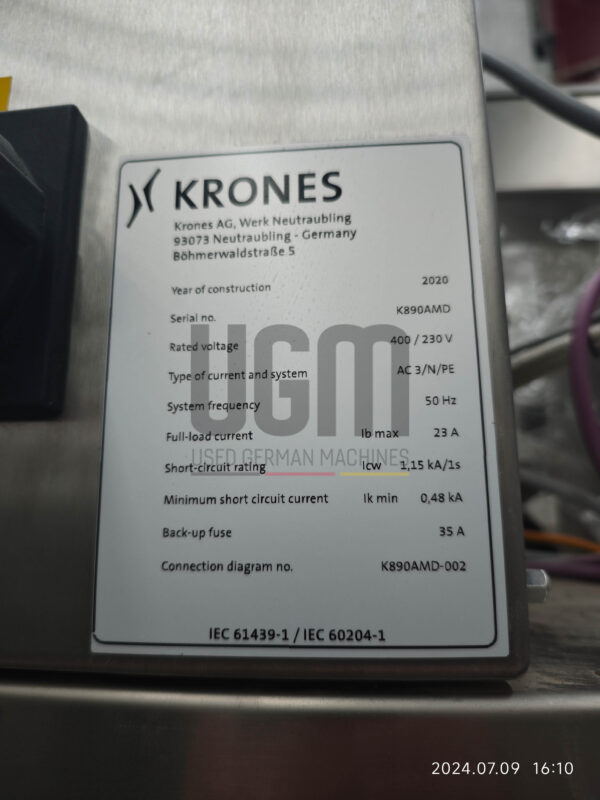 KRONES
Krones AG, Werk Neutraubling
93073 Neutraubling - Germany
Böhmerwaldstraße 5
Year of construction 2020
Serial no. K890AMD
Rated voltage 400 / 230 V
Type of current and system AC 3/N/PE
System frequency 50 Hz
Full-load current Ib max 23 A
Short-circuit rating Icw 1,15 kA/1s
Minimum short circuit current Ik min 0,48 kA
Back-up fuse 35 A
Connection diagram no. K890AMD-002
IEC 61439-1 / IEC 60204-1
UGM
USED GERMAN MACHINES
2024.07.09 16:10